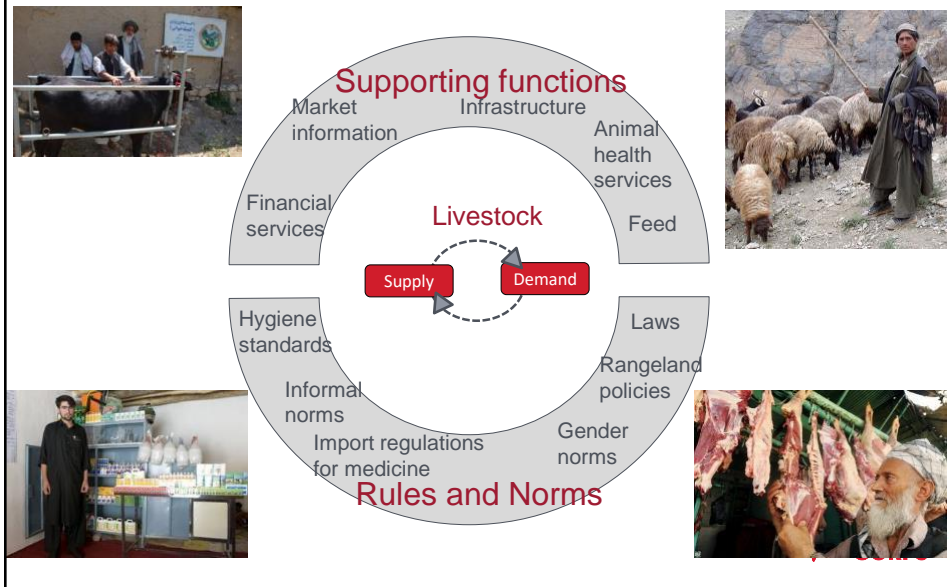 Supporting functions
Market
information
Infrastructure
Animal
health
services
Financial
services
Feed
Livestock
Supply
Demand
Hygiene
standards
Laws
Rangeland
policies
Informal
norms
Gender
norms
Import regulations
for medicine
Rules and Norms